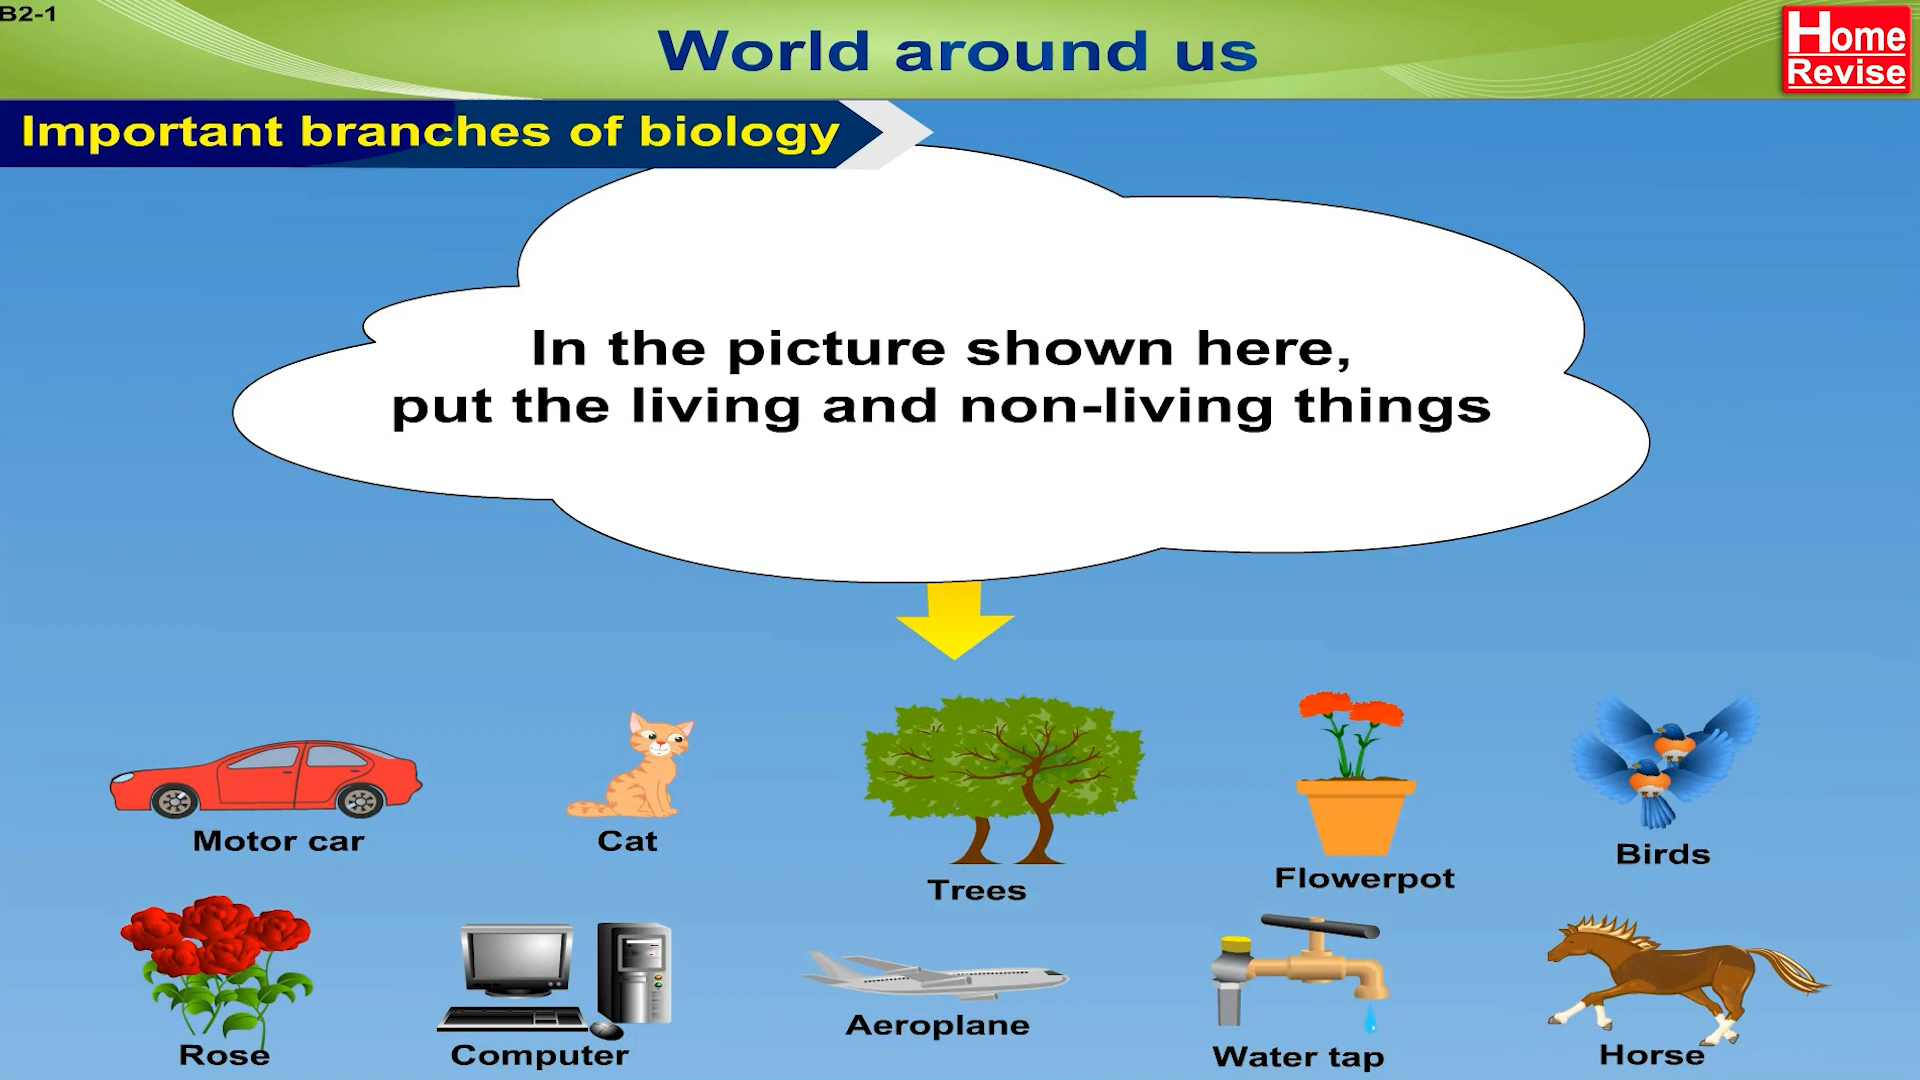 B2-1
World around us
Home
Revise
Important branches of biology
In the picture shown here,
put the living and non-living things
Motor car
Cat
Trees
Flowerpot
Birds
Rose
Computer
Aeroplane
Water tap
Horse